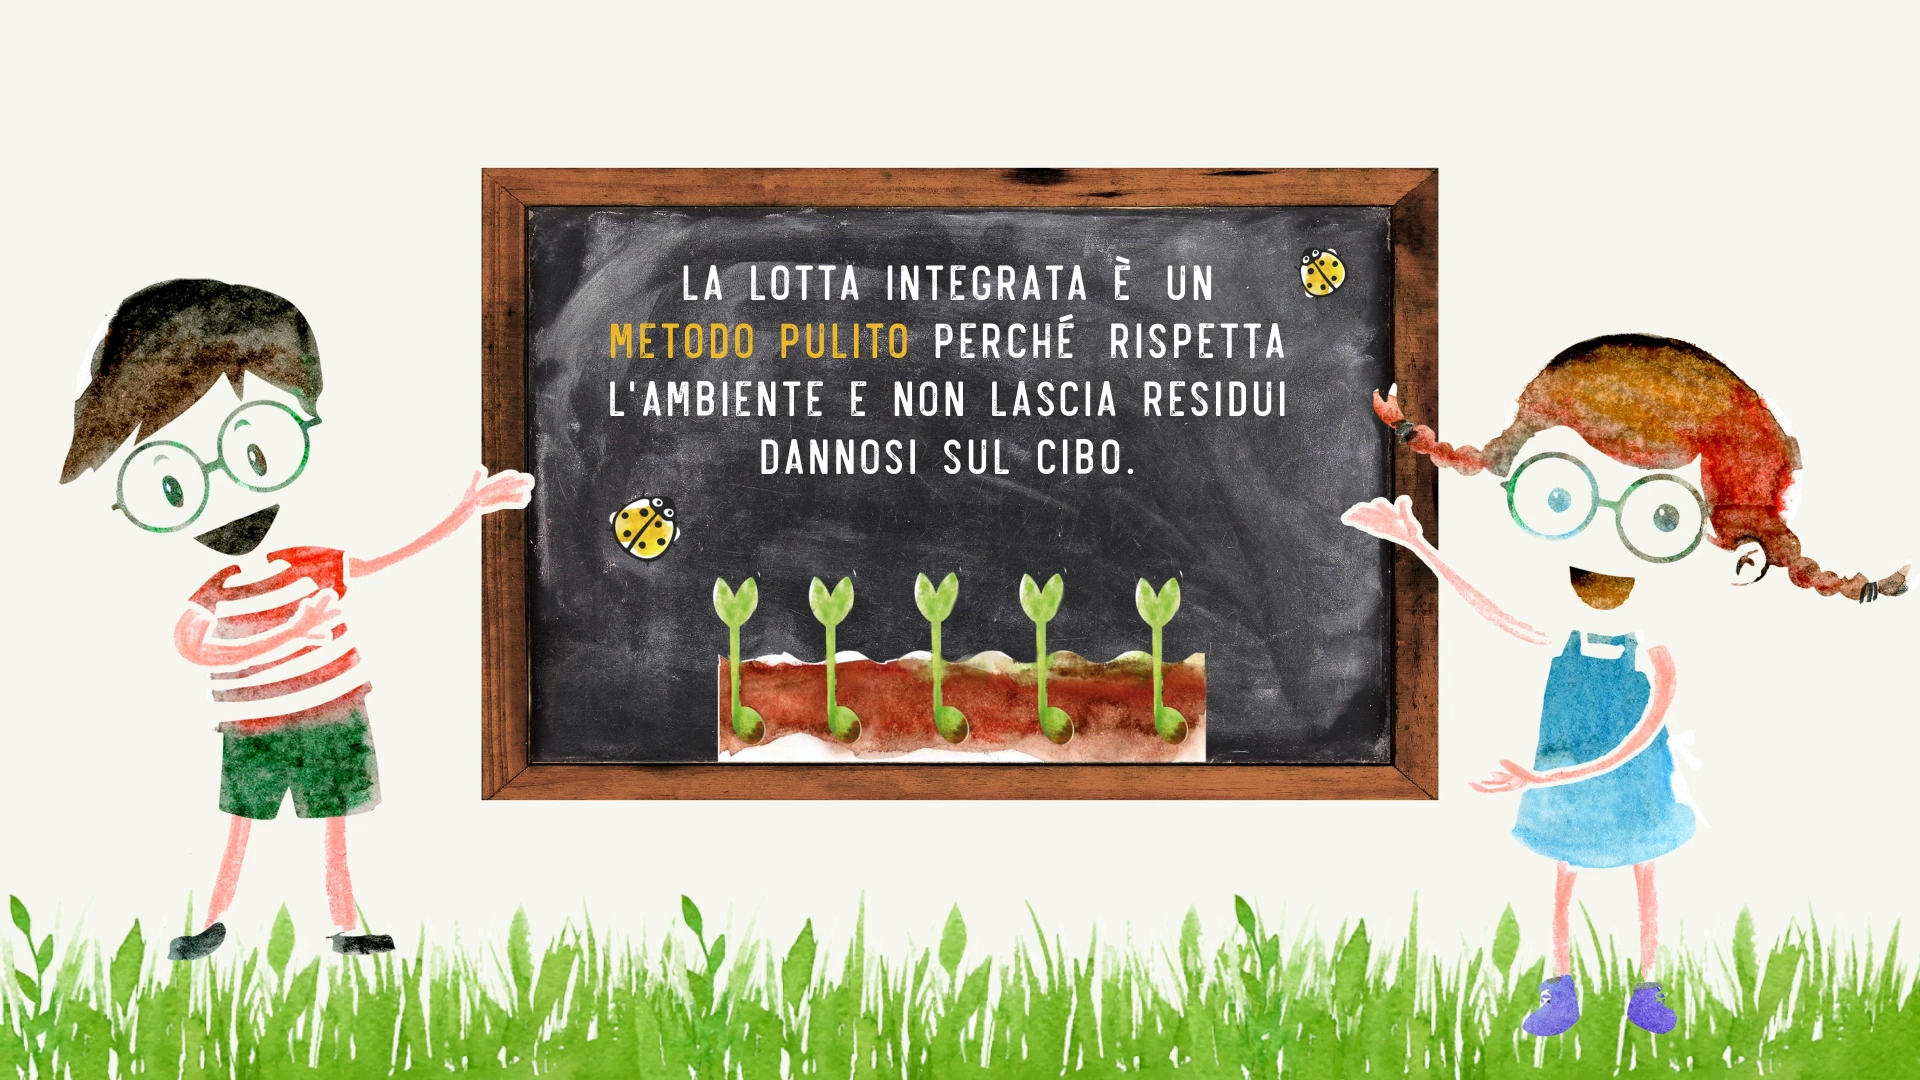 LA LOTTA INTEGRATA È UN
METODO PULITO PERCHÉ RISPETTA
L'AMBIENTE E NON LASCIA RESIDUI
DANNOSI SUL CIBO.